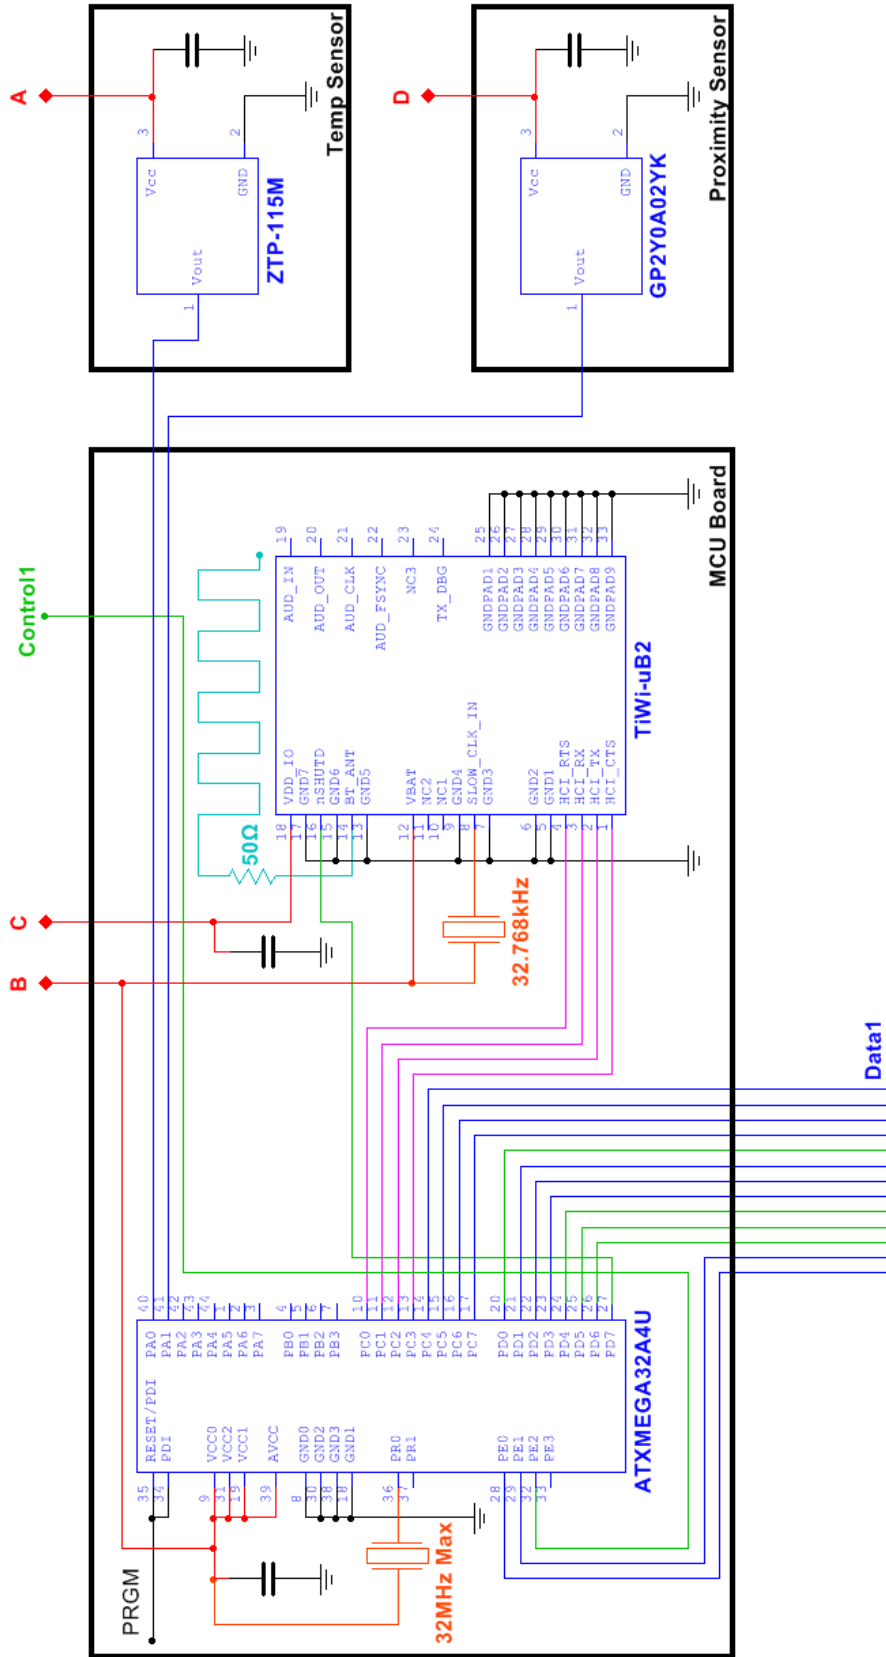 A
D
3
2
Vcc
GND
Vout
1
ZTP-115M
Temp Sensor
3
2
Vcc
GND
Vout
1
GP2Y0A02YK
Proximity Sensor
Control1
19
20
21
22
23
24
25
26
27
28
29
30
31
32
33
AUD_IN
AUD_OUT
AUD_CLK
AUD_FSYNC
NC3
TX_DBG
GNDPAD1
GNDPAD2
GNDPAD3
GNDPAD4
GNDPAD5
GNDPAD6
GNDPAD7
GNDPAD8
GNDPAD9
VDD_IO
GND7
nSHUTD
GND6
BT_ANT
GND5
VBAT
NC2
NC1
GND4
SLOW_CLK_IN
GND3
GND2
GND1
HCI_RTS
HCI_RX
HCI_TX
HCI_CTS
18
17
16
15
14
13
12
11
10
9
8
7
6
5
4
3
2
1
TiWi-uB2
MCU Board
50Ω
C
B
32.768kHz
Data1
40
41
42
43
44
1
2
3
4
5
6
7
10
11
12
13
14
15
16
17
20
21
22
23
24
25
26
27
PA0
PA1
PA2
PA3
PA4
PA5
PA6
PA7
PB0
PB1
PB2
PB3
PC0
PC1
PC2
PC3
PC4
PC5
PC6
PC7
PD0
PD1
PD2
PD3
PD4
PD5
PD6
PD7
RESET/PDI
PDI
VCC0
VCC2
VCC1
AVCC
GND0
GND2
GND3
GND1
PR0
PR1
PE0
PE1
PE2
PE3
35
34
9
31
19
39
8
30
38
18
36
37
28
29
32
33
ATXMEGA32A4U
PRGM
32MHz Max